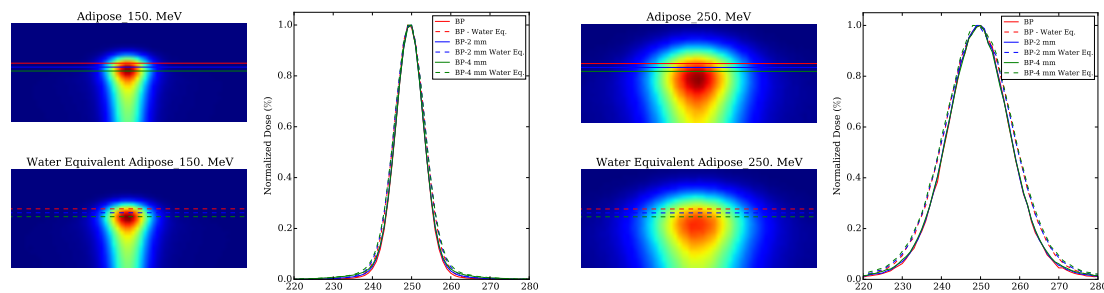 Adipose_150. MeV
Water Equivalent Adipose_150. MeV
Normalized Dose (%)
1.0
0.8
0.6
0.4
0.2
0.0
220 230 240 250 260 270 280
BP
BP - Water Eq.
BP-2 mm
BP-2 mm Water Eq.
BP-4 mm
BP-4 mm Water Eq.
Adipose_250. MeV
Water Equivalent Adipose_250. MeV
Normalized Dose (%)
1.0
0.8
0.6
0.4
0.2
0.0
220 230 240 250 260 270 280
BP
BP - Water Eq.
BP-2 mm
BP-2 mm Water Eq.
BP-4 mm
BP-4 mm Water Eq.